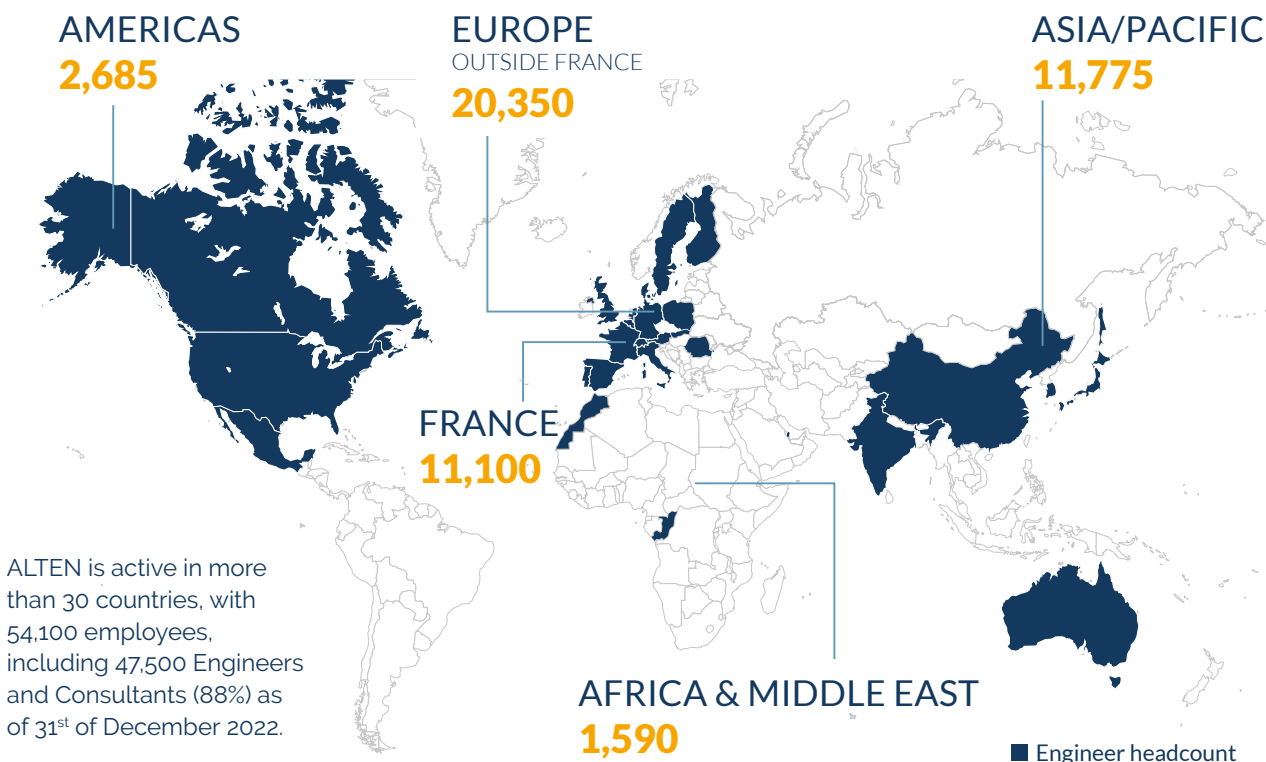 AMERICAS
2,685
EUROPE
OUTSIDE FRANCE
20,350
ASIA/PACIFIC
11,775
FRANCE
11,100
ALTEN is active in more
than 30 countries, with
54,100 employees,
including 47,500 Engineers
and Consultants (88%) as
of 31st of December 2022.
AFRICA & MIDDLE EAST
1,590
Engineer headcount